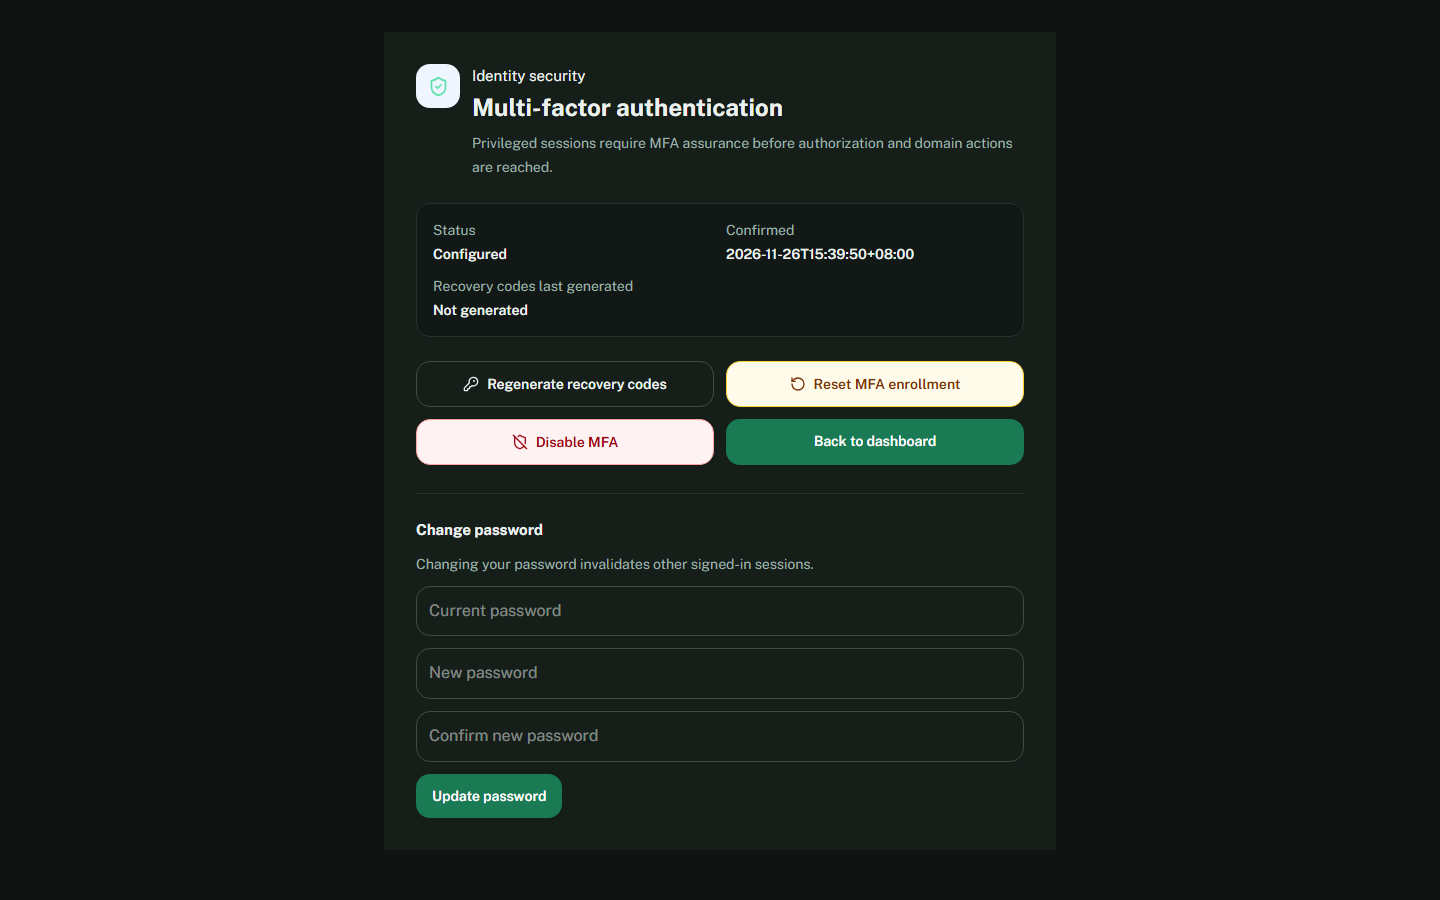 Identity security
Multi-factor authentication
Privileged sessions require MFA assurance before authorization and domain actions
are reached.
Status
Configured
Confirmed
2026-11-26T15:39:50+08:00
Recovery codes last generated
Not generated
Regenerate recovery codes
Reset MFA enrollment
Disable MFA
Back to dashboard
Change password
Changing your password invalidates other signed-in sessions.
Current password
New password
Confirm new password
Update password